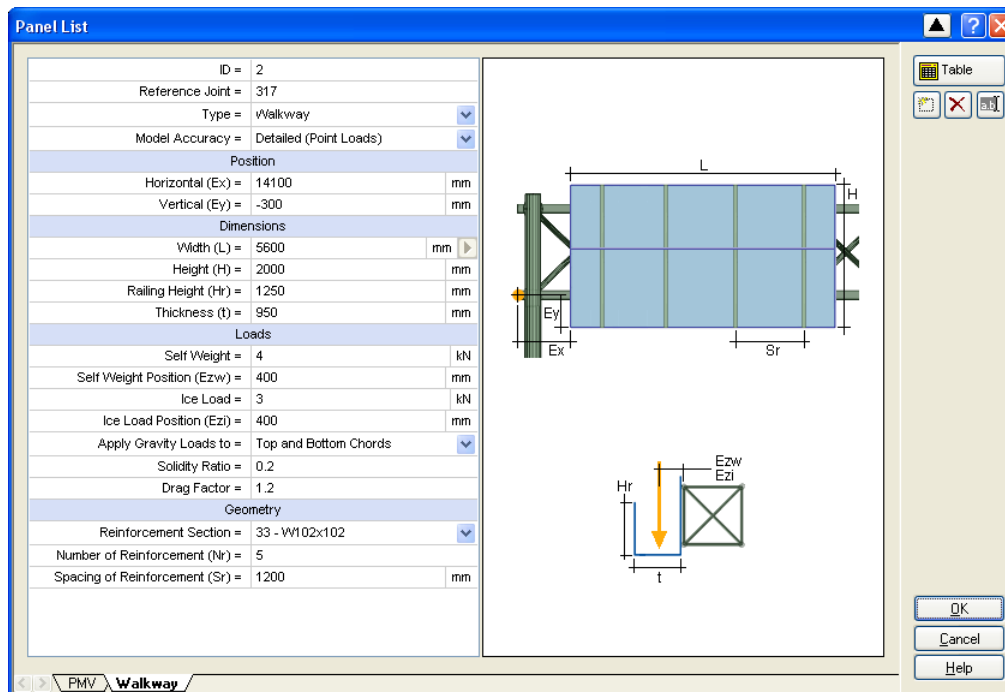 Panel List
?
Table
ID = 2
Reference Joint = 317
Type = Walkway
Model Accuracy = Detailed (Point Loads)
Position
Horizontal (Ex) = 14100 mm
Vertical (Ey) = -300 mm
Dimensions
Width (L) = 5600 mm
Height (H) = 2000 mm
Railing Height (Hr) = 1250 mm
Thickness (t) = 950 mm
Loads
Self Weight = 4 kN
Self Weight Position (Ezw) = 400 mm
Ice Load = 3 kN
Ice Load Position (Ezi) = 400 mm
Apply Gravity Loads to = Top and Bottom Chords
Solidity Ratio = 0.2
Drag Factor = 1.2
Geometry
Reinforcement Section = 33 - W102x102
Number of Reinforcement (Nr) = 5
Spacing of Reinforcement (Sr) = 1200 mm
L
H
Ey
Ex
Sr
Ezw
Ezi
Hr
t
OK
Cancel
Help
PMV
Walkway